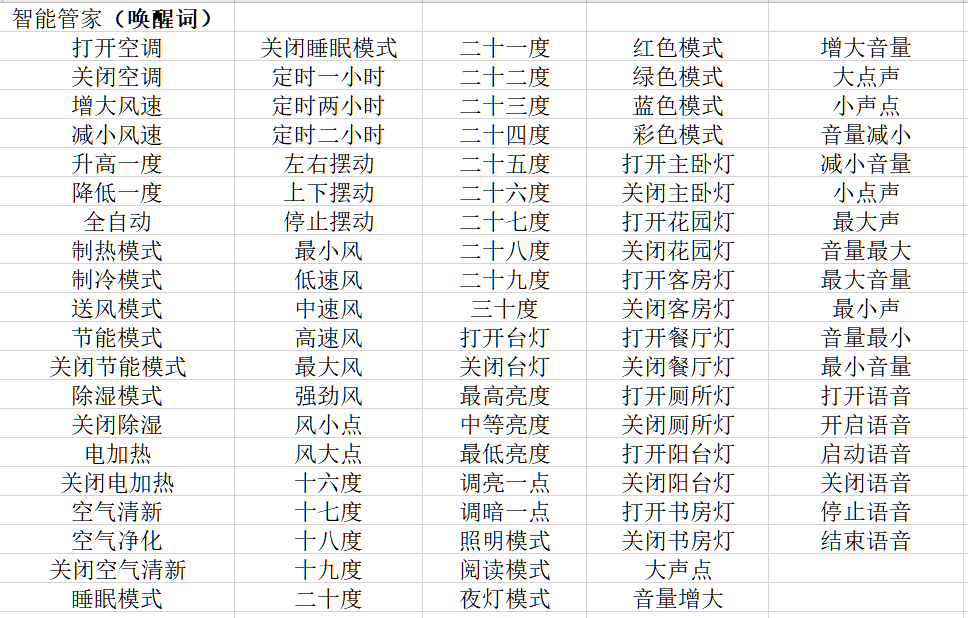 智能管家（唤醒词）
打开空调 关闭睡眠模式 二十一度 红色模式 增大音量
关闭空调 定时一小时 二十二度 绿色模式 大点声
增大风速 定时两小时 二十三度 蓝色模式 小声点
减小风速 定时二小时 二十四度 彩色模式 音量减小
升高一度 左右摆动 二十五度 打开主卧灯 减小音量
降低一度 上下摆动 二十六度 关闭主卧灯 小点声
全自动 停止摆动 二十七度 打开花园灯 最大声
制热模式 最小风 二十八度 关闭花园灯 音量最大
制冷模式 低速风 二十九度 打开客房灯 最大音量
送风模式 中速风 三十度 关闭客房灯 最小声
节能模式 高速风 打开台灯 打开餐厅灯 音量最小
关闭节能模式 最大风 关闭台灯 关闭餐厅灯 最小音量
除湿模式 强劲风 最高亮度 打开厕所灯 打开语音
关闭除湿 风小点 中等亮度 关闭厕所灯 开启语音
电加热 风大点 最低亮度 打开阳台灯 启动语音
关闭电加热 十六度 调亮一点 关闭阳台灯 关闭语音
空气清新 十七度 调暗一点 打开书房灯 停止语音
空气净化 十八度 照明模式 关闭书房灯 结束语音
关闭空气清新 十九度 阅读模式 大声点
睡眠模式 二十度 夜灯模式 音量增大